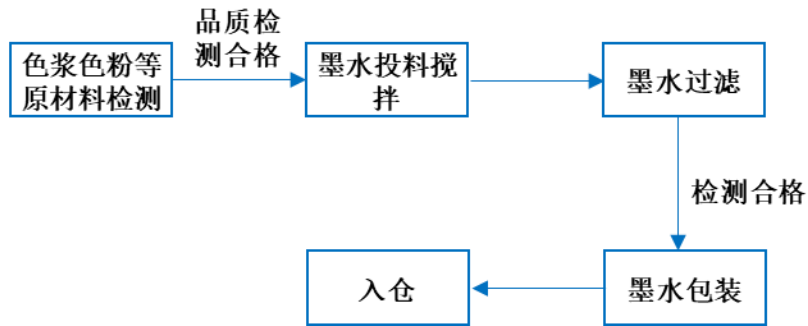 色浆色粉等
原材料检测
品质检
测合格
墨水投料搅
拌
墨水过滤
检测合格
墨水包装
入仓